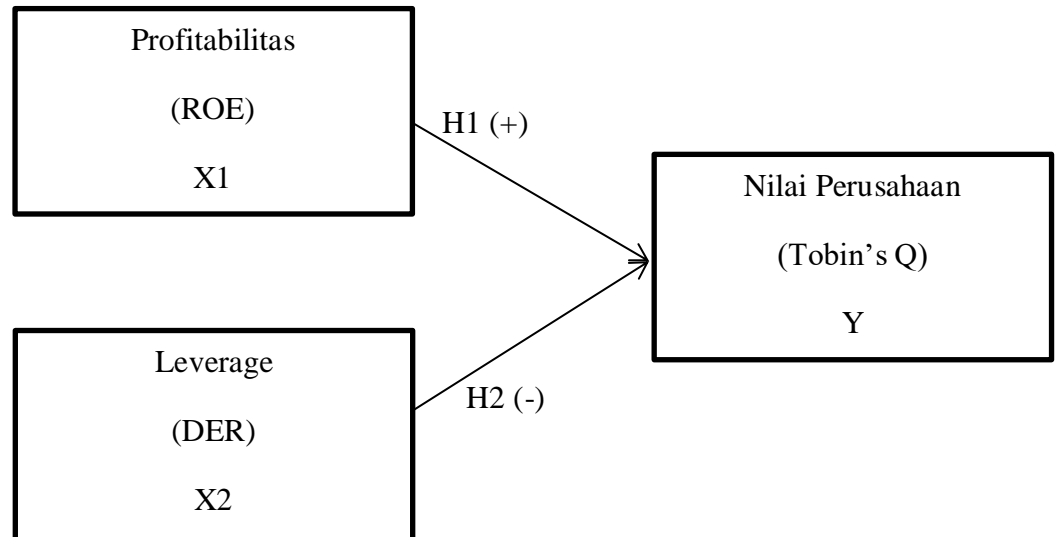 Profitabilitas
(ROE)
X1
H1 (+)
Nilai Perusahaan
(Tobin’s Q)
Y
Leverage
(DER)
X2
H2 (-)